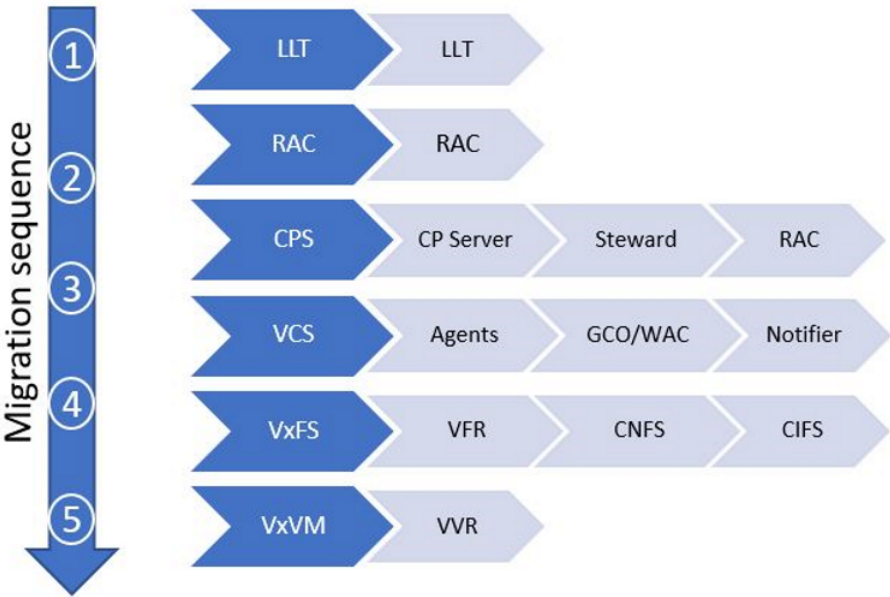 Migration sequence
1
2
3
4
5
LLT LLT
RAC RAC
CPS CP Server Steward RAC
VCS Agents GCO/WAC Notifier
VxFS VFR CNFS CIFS
VxVM VVR